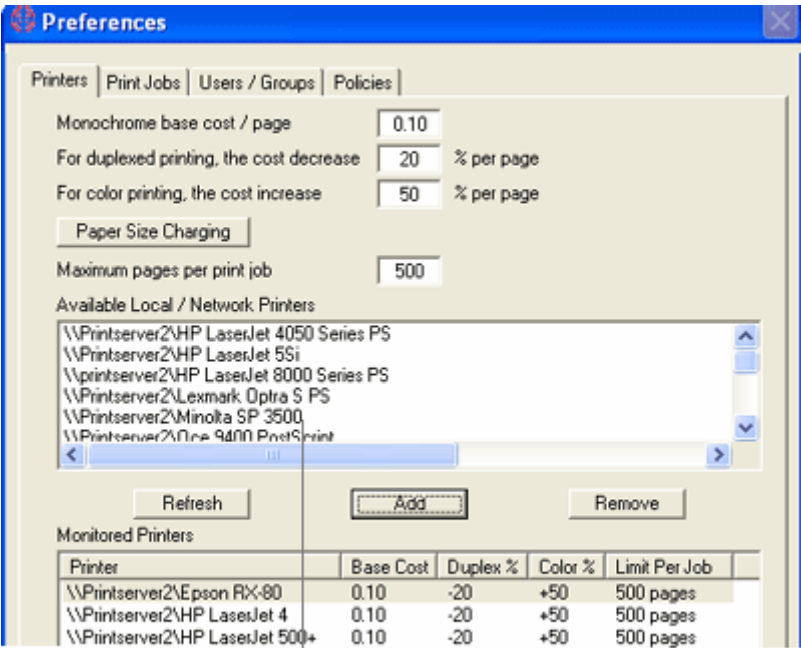 Preferences
Printers Print Jobs Users / Groups Policies
Monochrome base cost / page 0.10
For duplexed printing, the cost decrease 20 % per page
For color printing, the cost increase 50 % per page
Paper Size Charging
Maximum pages per print job 500
Available Local / Network Printers
\\Printserver2\HP LaserJet 4050 Series PS
\\Printserver2\HP LaserJet 5Si
\\printserver2\HP LaserJet 8000 Series PS
\\Printserver2\Lexmark Optra S PS
\\Printserver2\Minolta SP 3500
\\Printserver2\Oce 9400 PostScript
Refresh Add Remove
Monitored Printers
Printer Base Cost Duplex % Color % Limit Per Job
\\Printserver2\Epson RX-80 0.10 -20 +50 500 pages
\\Printserver2\HP LaserJet 4 0.10 -20 +50 500 pages
\\Printserver2\HP LaserJet 500+ 0.10 -20 +50 500 pages